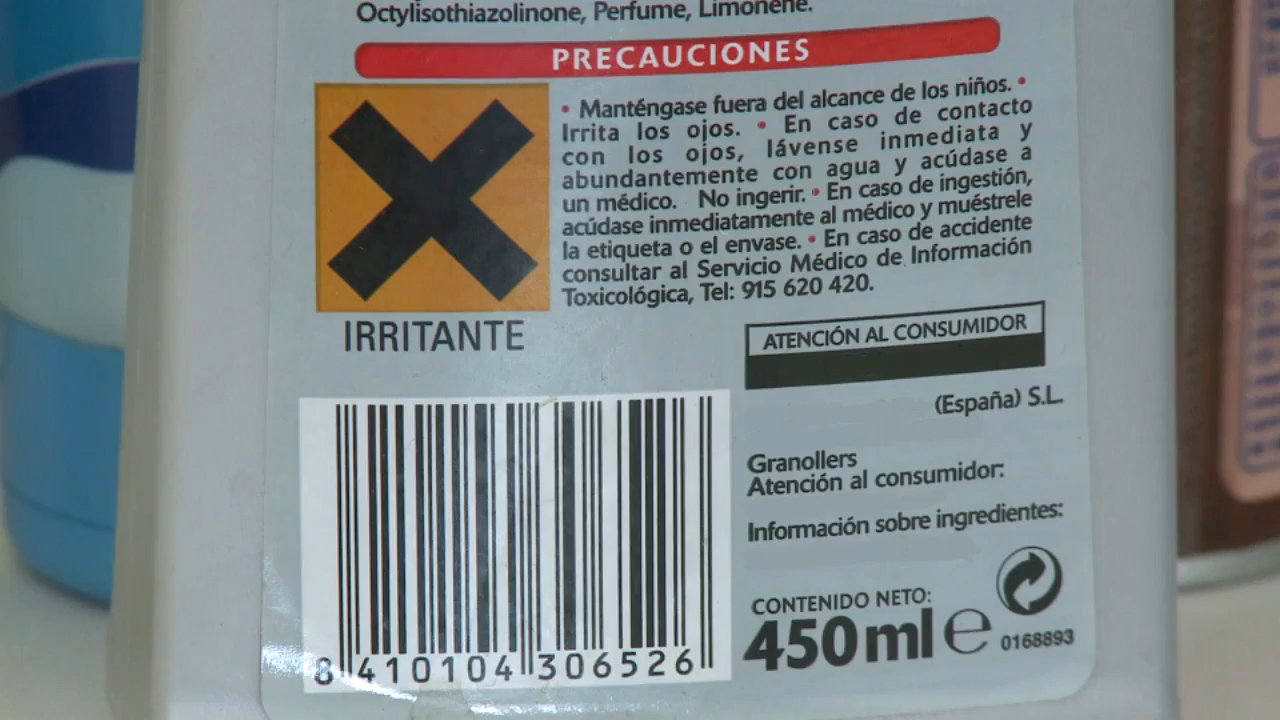 Octylisothiazolinone, Perfume, Limonene.
PRECAUCIONES
• Manténgase fuera del alcance de los niños. •
Irrita los ojos. • En caso de contacto
con los ojos, lávense inmediata y
abundantemente con agua y acúdase a
un médico. No ingerir. • En caso de ingestión,
acúdase inmediatamente al médico y muéstrele
la etiqueta o el envase. • En caso de accidente
consultar al Servicio Médico de Información
Toxicológica, Tel: 915 620 420.
IRRITANTE
ATENCIÓN AL CONSUMIDOR
(España) S.L.
Granollers
Atención al consumidor:
Información sobre ingredientes:
CONTENIDO NETO:
450 ml e
0168893
8 410104 306526